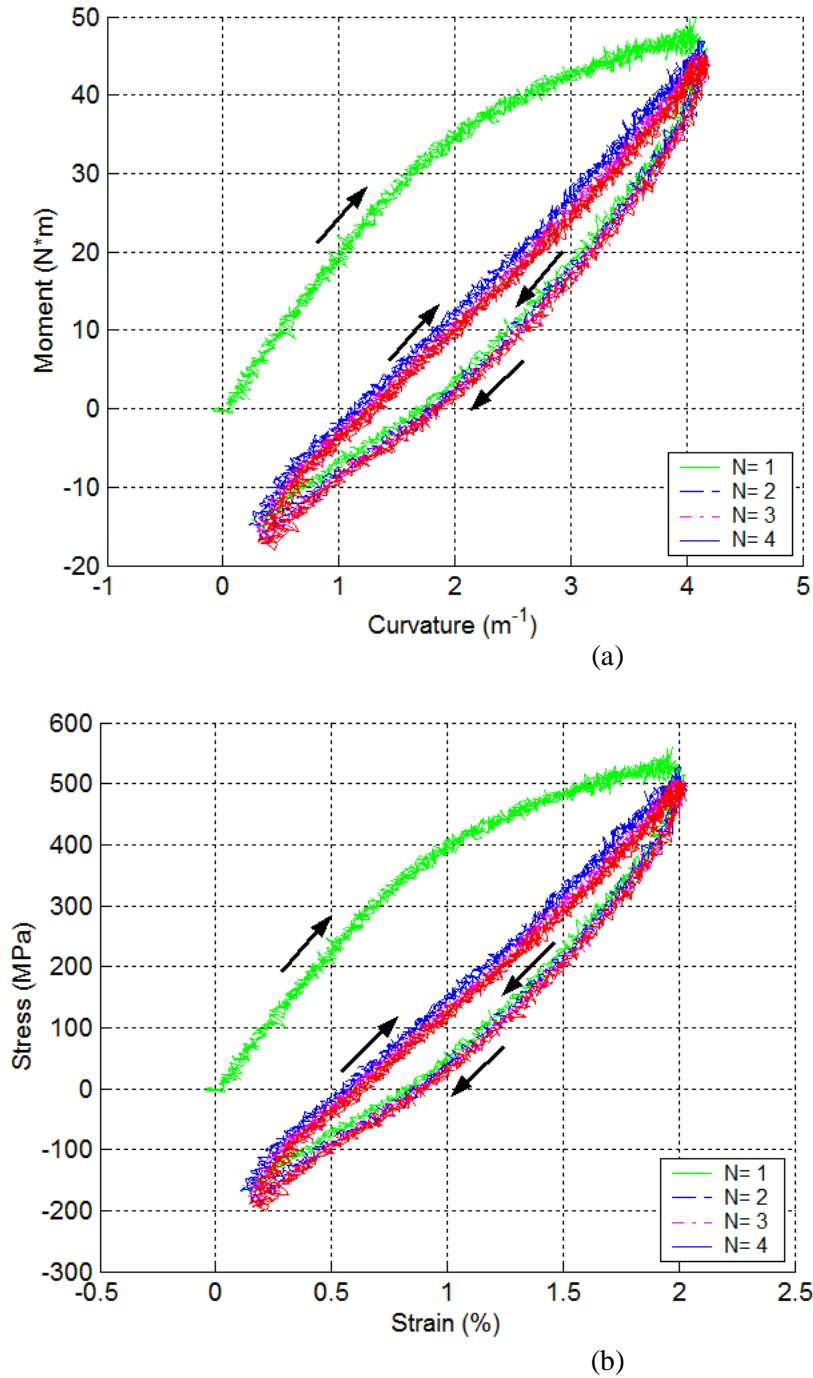 50
40
30
20
10
0
-10
-20
Moment (N*m)
-1 0 1 2 3 4 5
Curvature (m⁻¹)
N= 1
N= 2
N= 3
N= 4
(a)
600
500
400
300
200
100
0
-100
-200
-300
Stress (MPa)
-0.5 0 0.5 1 1.5 2 2.5
Strain (%)
N= 1
N= 2
N= 3
N= 4
(b)